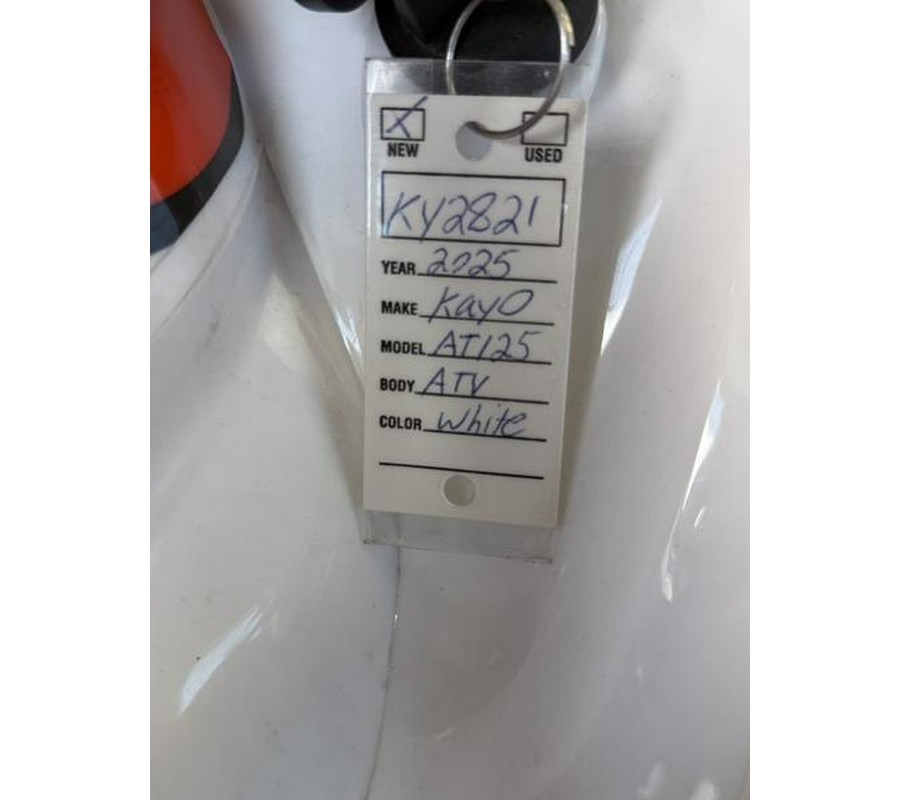 X
NEW USED
KY2821
YEAR 2025
MAKE KayO
MODEL AT125
BODY ATV
COLOR White